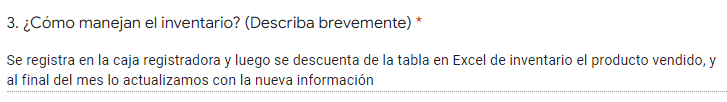 3. ¿Cómo manejan el inventario? (Describa brevemente) *
Se registra en la caja registradora y luego se descuenta de la tabla en Excel de inventario el producto vendido, y
al final del mes lo actualizamos con la nueva información